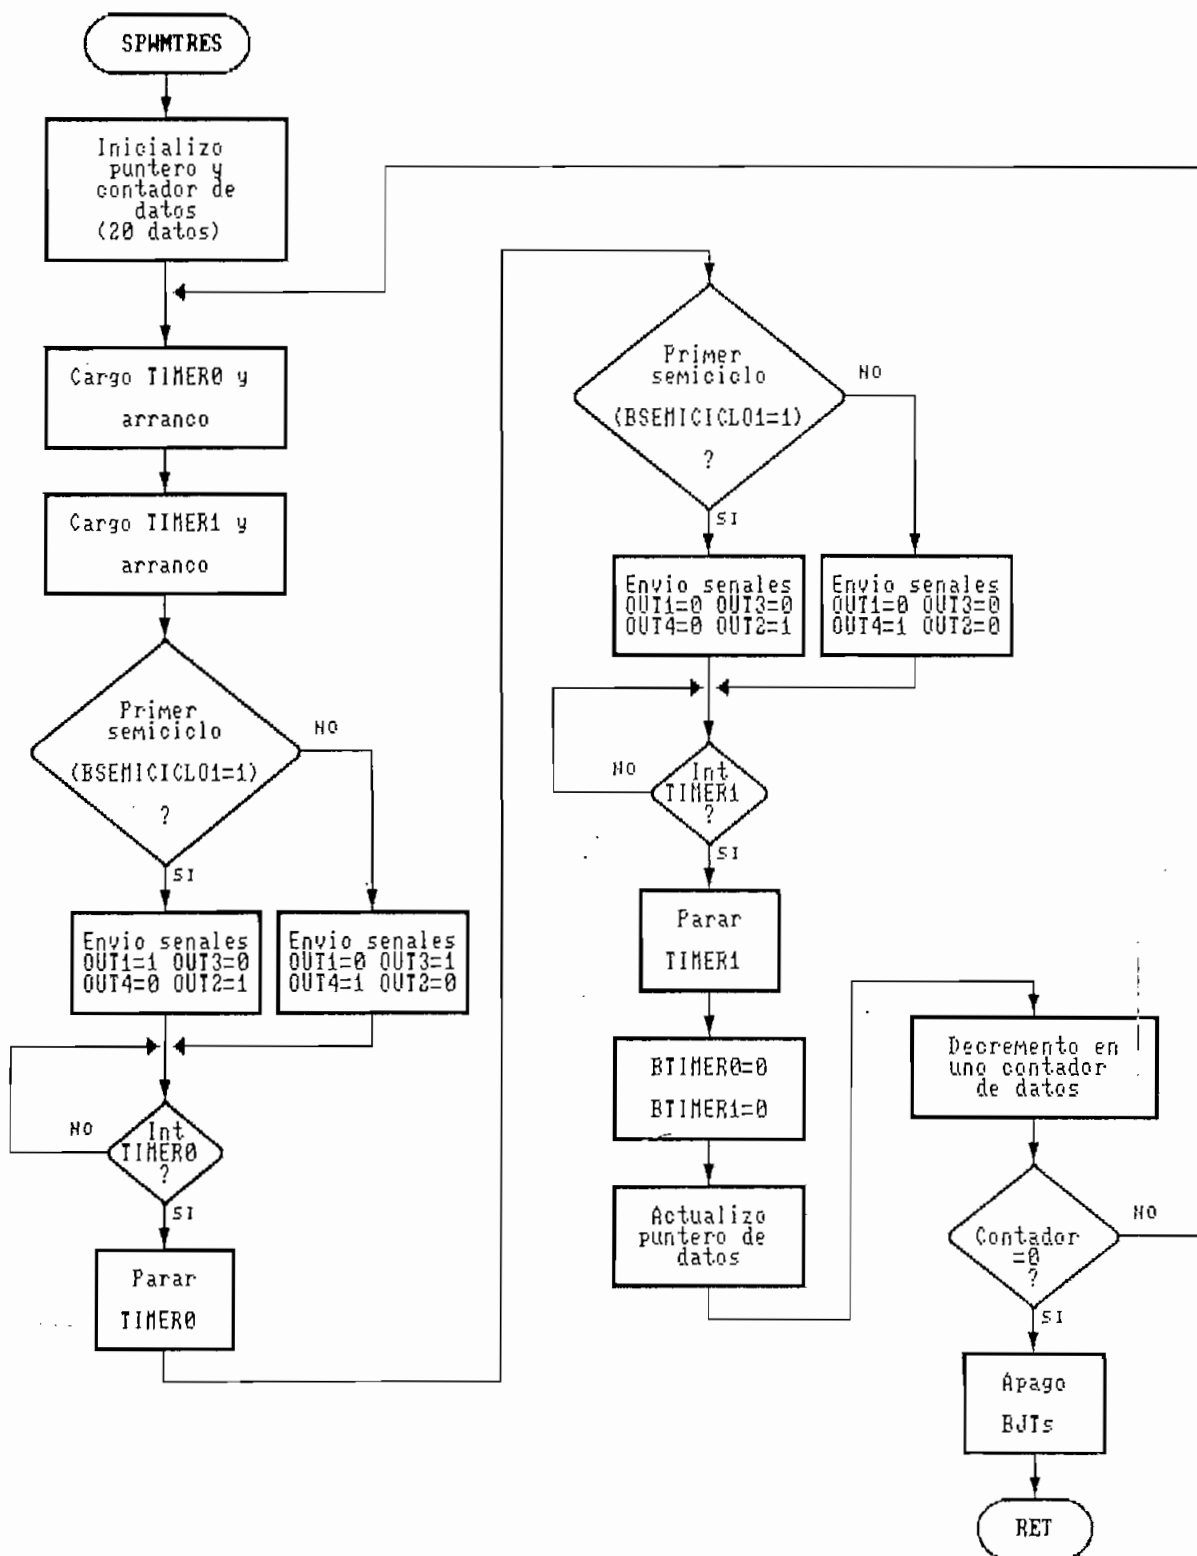 SPWMTRES
Inicializo
puntero y
contador de
datos
(20 datos)
Cargo TIMER0 y
arranco
Cargo TIMER1 y
arranco
Primer
semiciclo
(BSEMICICLO1=1)
?
NO
SI
Envio senales
OUT1=1 OUT3=0
OUT4=0 OUT2=1
Envio senales
OUT1=0 OUT3=1
OUT4=1 OUT2=0
Int
TIMER0
?
NO
SI
Parar
TIMER0
Primer
semiciclo
(BSEMICICLO1=1)
?
NO
SI
Envio senales
OUT1=0 OUT3=0
OUT4=0 OUT2=1
Envio senales
OUT1=0 OUT3=0
OUT4=1 OUT2=0
Int
TIMER1
?
NO
SI
Parar
TIMER1
BTIMER0=0
BTIMER1=0
Actualizo
puntero de
datos
Decremento en
uno contador
de datos
Contador
=0
?
NO
SI
Apago
BJTs
RET